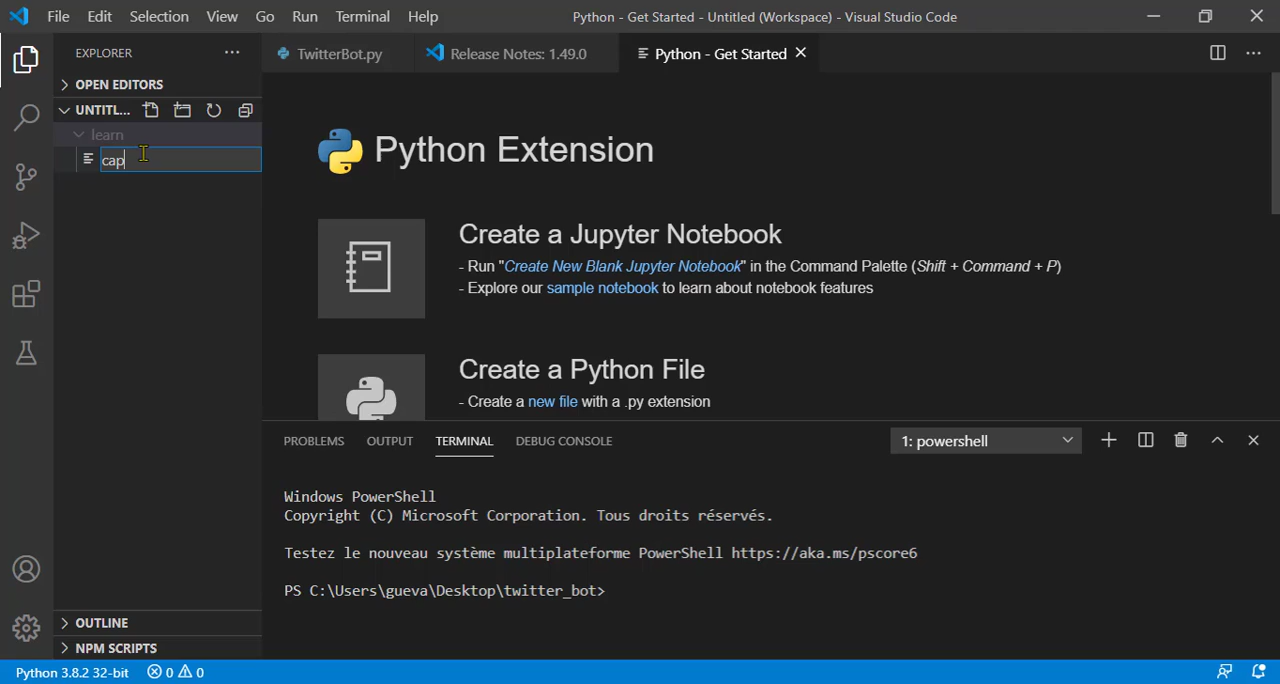 File Edit Selection View Go Run Terminal Help
Python - Get Started - Untitled (Workspace) - Visual Studio Code
EXPLORER
TwitterBot.py
Release Notes: 1.49.0
Python - Get Started
OPEN EDITORS
UNTITL...
learn
cap
Python Extension
Create a Jupyter Notebook
- Run "Create New Blank Jupyter Notebook" in the Command Palette (Shift + Command + P)
- Explore our sample notebook to learn about notebook features
Create a Python File
- Create a new file with a .py extension
PROBLEMS OUTPUT TERMINAL DEBUG CONSOLE
1: powershell
Windows PowerShell
Copyright (C) Microsoft Corporation. Tous droits réservés.
Testez le nouveau système multiplateforme PowerShell https://aka.ms/pscore6
PS C:\Users\gueva\Desktop\twitter_bot>
OUTLINE
NPM SCRIPTS
Python 3.8.2 32-bit
0 0